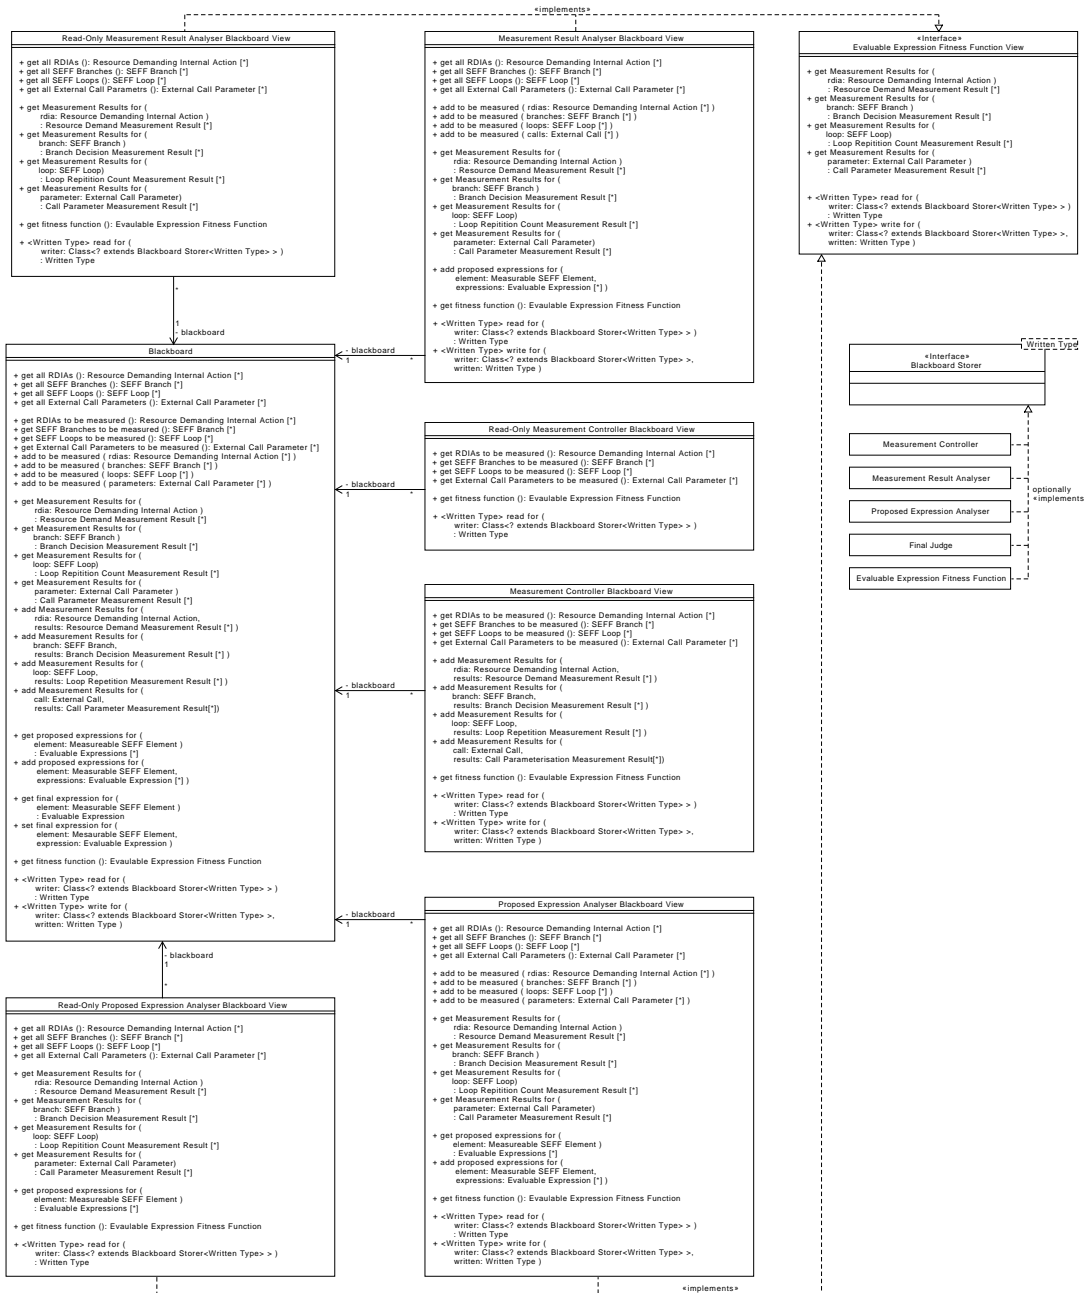 «implements»
Read-Only Measurement Result Analyser Blackboard View
+ get all RDIAs (): Resource Demanding Internal Action [*]
+ get all SEFF Branches (): SEFF Branch [*]
+ get all SEFF Loops (): SEFF Loop [*]
+ get all External Call Paramters (): External Call Parameter [*]
+ get Measurement Results for (
rdia: Resource Demanding Internal Action )
: Resource Demand Measurement Result [*]
+ get Measurement Results for (
branch: SEFF Branch )
: Branch Decision Measurement Result [*]
+ get Measurement Results for (
loop: SEFF Loop)
: Loop Repitition Count Measurement Result [*]
+ get Measurement Results for (
parameter: External Call Parameter)
: Call Parameter Measurement Result [*]
+ get fitness function (): Evaulable Expression Fitness Function
+ <Written Type> read for (
writer: Class<? extends Blackboard Storer<Written Type> > )
: Written Type
*
1
- blackboard
Measurement Result Analyser Blackboard View
+ get all RDIAs (): Resource Demanding Internal Action [*]
+ get all SEFF Branches (): SEFF Branch [*]
+ get all SEFF Loops (): SEFF Loop [*]
+ get all External Call Parameters (): External Call Parameter [*]
+ add to be measured ( rdias: Resource Demanding Internal Action [*] )
+ add to be measured ( branches: SEFF Branch [*] )
+ add to be measured ( loops: SEFF Loop [*] )
+ add to be measured ( calls: External Call [*] )
+ get Measurement Results for (
rdia: Resource Demanding Internal Action )
: Resource Demand Measurement Result [*]
+ get Measurement Results for (
branch: SEFF Branch )
: Branch Decision Measurement Result [*]
+ get Measurement Results for (
loop: SEFF Loop)
: Loop Repitition Count Measurement Result [*]
+ get Measurement Results for (
parameter: External Call Parameter)
: Call Parameter Measurement Result [*]
+ add proposed expressions for (
element: Measurable SEFF Element,
expressions: Evaluable Expression [*] )
+ get fitness function (): Evaulable Expression Fitness Function
+ <Written Type> read for (
writer: Class<? extends Blackboard Storer<Written Type> > )
: Written Type
+ <Written Type> write for (
writer: Class<? extends Blackboard Storer<Written Type> >,
written: Written Type )
- blackboard
1 *
«Interface»
Evaluable Expression Fitness Function View
+ get Measurement Results for (
rdia: Resource Demanding Internal Action )
: Resource Demand Measurement Result [*]
+ get Measurement Results for (
branch: SEFF Branch )
: Branch Decision Measurement Result [*]
+ get Measurement Results for (
loop: SEFF Loop)
: Loop Repitition Count Measurement Result [*]
+ get Measurement Results for (
parameter: External Call Parameter )
: Call Parameter Measurement Result [*]
+ <Written Type> read for (
writer: Class<? extends Blackboard Storer<Written Type> > )
: Written Type
+ <Written Type> write for (
writer: Class<? extends Blackboard Storer<Written Type> >,
written: Written Type )
Written Type
«Interface»
Blackboard Storer
Measurement Controller
Measurement Result Analyser
Proposed Expression Analyser
Final Judge
Evaluable Expression Fitness Function
optionally
«implements
Blackboard
+ get all RDIAs (): Resource Demanding Internal Action [*]
+ get all SEFF Branches (): SEFF Branch [*]
+ get all SEFF Loops (): SEFF Loop [*]
+ get all External Call Parameters (): External Call Parameter [*]
+ get RDIAs to be measured (): Resource Demanding Internal Action [*]
+ get SEFF Branches to be measured (): SEFF Branch [*]
+ get SEFF Loops to be measured (): SEFF Loop [*]
+ get External Call Parameters to be measured (): External Call Parameter [*]
+ add to be measured ( rdias: Resource Demanding Internal Action [*] )
+ add to be measured ( branches: SEFF Branch [*] )
+ add to be measured ( loops: SEFF Loop [*] )
+ add to be measured ( parameters: External Call Parameter [*] )
+ get Measurement Results for (
rdia: Resource Demanding Internal Action )
: Resource Demand Measurement Result [*]
+ get Measurement Results for (
branch: SEFF Branch )
: Branch Decision Measurement Result [*]
+ get Measurement Results for (
loop: SEFF Loop)
: Loop Repitition Count Measurement Result [*]
+ get Measurement Results for (
parameter: External Call Parameter )
: Call Parameter Measurement Result [*]
+ add Measurement Results for (
rdia: Resource Demanding Internal Action,
results: Resource Demand Measurement Result [*] )
+ add Measurement Results for (
branch: SEFF Branch,
results: Branch Decision Measurement Result [*] )
+ add Measurement Results for (
loop: SEFF Loop,
results: Loop Repetition Measurement Result [*] )
+ add Measurement Results for (
call: External Call,
results: Call Parameter Measurement Result[*])
+ get proposed expressions for (
element: Measureable SEFF Element )
: Evaluable Expressions [*]
+ add proposed expressions for (
element: Measurable SEFF Element,
expressions: Evaluable Expression [*] )
+ get final expression for (
element: Measurable SEFF Element )
: Evaluable Expression
+ set final expression for (
element: Mesurable SEFF Element,
expression: Evaluable Expression )
+ get fitness function (): Evaulable Expression Fitness Function
+ <Written Type> read for (
writer: Class<? extends Blackboard Storer<Written Type> > )
: Written Type
+ <Written Type> write for (
writer: Class<? extends Blackboard Storer<Written Type> >,
written: Written Type )
Read-Only Measurement Controller Blackboard View
+ get RDIAs to be measured (): Resource Demanding Internal Action [*]
+ get SEFF Branches to be measured (): SEFF Branch [*]
+ get SEFF Loops to be measured (): SEFF Loop [*]
+ get External Call Parameters to be measured (): External Call Parameter [*]
+ get fitness function (): Evaulable Expression Fitness Function
+ <Written Type> read for (
writer: Class<? extends Blackboard Storer<Written Type> > )
: Written Type
- blackboard
1 *
Measurement Controller Blackboard View
+ get RDIAs to be measured (): Resource Demanding Internal Action [*]
+ get SEFF Branches to be measured (): SEFF Branch [*]
+ get SEFF Loops to be measured (): SEFF Loop [*]
+ get External Call Parameters to be measured (): External Call Parameter [*]
+ add Measurement Results for (
rdia: Resource Demanding Internal Action,
results: Resource Demand Measurement Result [*] )
+ add Measurement Results for (
branch: SEFF Branch,
results: Branch Decision Measurement Result [*] )
+ add Measurement Results for (
loop: SEFF Loop,
results: Loop Repetition Measurement Result [*] )
+ add Measurement Results for (
call: External Call,
results: Call Parameterisation Measurement Result[*])
+ get fitness function (): Evaulable Expression Fitness Function
+ <Written Type> read for (
writer: Class<? extends Blackboard Storer<Written Type> > )
: Written Type
+ <Written Type> write for (
writer: Class<? extends Blackboard Storer<Written Type> >,
written: Written Type )
- blackboard
1 *
Proposed Expression Analyser Blackboard View
+ get all RDIAs (): Resource Demanding Internal Action [*]
+ get all SEFF Branches (): SEFF Branch [*]
+ get all SEFF Loops (): SEFF Loop [*]
+ get all External Call Parameters (): External Call Parameter [*]
+ add to be measured ( rdias: Resource Demanding Internal Action [*] )
+ add to be measured ( branches: SEFF Branch [*] )
+ add to be measured ( loops: SEFF Loop [*] )
+ add to be measured ( parameters: External Call Parameter [*] )
+ get Measurement Results for (
rdia: Resource Demanding Internal Action )
: Resource Demand Measurement Result [*]
+ get Measurement Results for (
branch: SEFF Branch )
: Branch Decision Measurement Result [*]
+ get Measurement Results for (
loop: SEFF Loop)
: Loop Repitition Count Measurement Result [*]
+ get Measurement Results for (
parameter: External Call Parameter)
: Call Parameter Measurement Result [*]
+ get proposed expressions for (
element: Measureable SEFF Element )
: Evaluable Expressions [*]
+ add proposed expressions for (
element: Measurable SEFF Element,
expressions: Evaluable Expression [*] )
+ get fitness function (): Evaulable Expression Fitness Function
+ <Written Type> read for (
writer: Class<? extends Blackboard Storer<Written Type> > )
: Written Type
+ <Written Type> write for (
writer: Class<? extends Blackboard Storer<Written Type> >,
written: Written Type )
- blackboard
1 *
- blackboard
1
*
Read-Only Proposed Expression Analyser Blackboard View
+ get all RDIAs (): Resource Demanding Internal Action [*]
+ get all SEFF Branches (): SEFF Branch [*]
+ get all SEFF Loops (): SEFF Loop [*]
+ get all External Call Parameters (): External Call Parameter [*]
+ get Measurement Results for (
rdia: Resource Demanding Internal Action )
: Resource Demand Measurement Result [*]
+ get Measurement Results for (
branch: SEFF Branch )
: Branch Decision Measurement Result [*]
+ get Measurement Results for (
loop: SEFF Loop)
: Loop Repitition Count Measurement Result [*]
+ get Measurement Results for (
parameter: External Call Parameter)
: Call Parameter Measurement Result [*]
+ get proposed expressions for (
element: Measureable SEFF Element )
: Evaluable Expressions [*]
+ get fitness function (): Evaulable Expression Fitness Function
+ <Written Type> read for (
writer: Class<? extends Blackboard Storer<Written Type> > )
: Written Type
«implements»